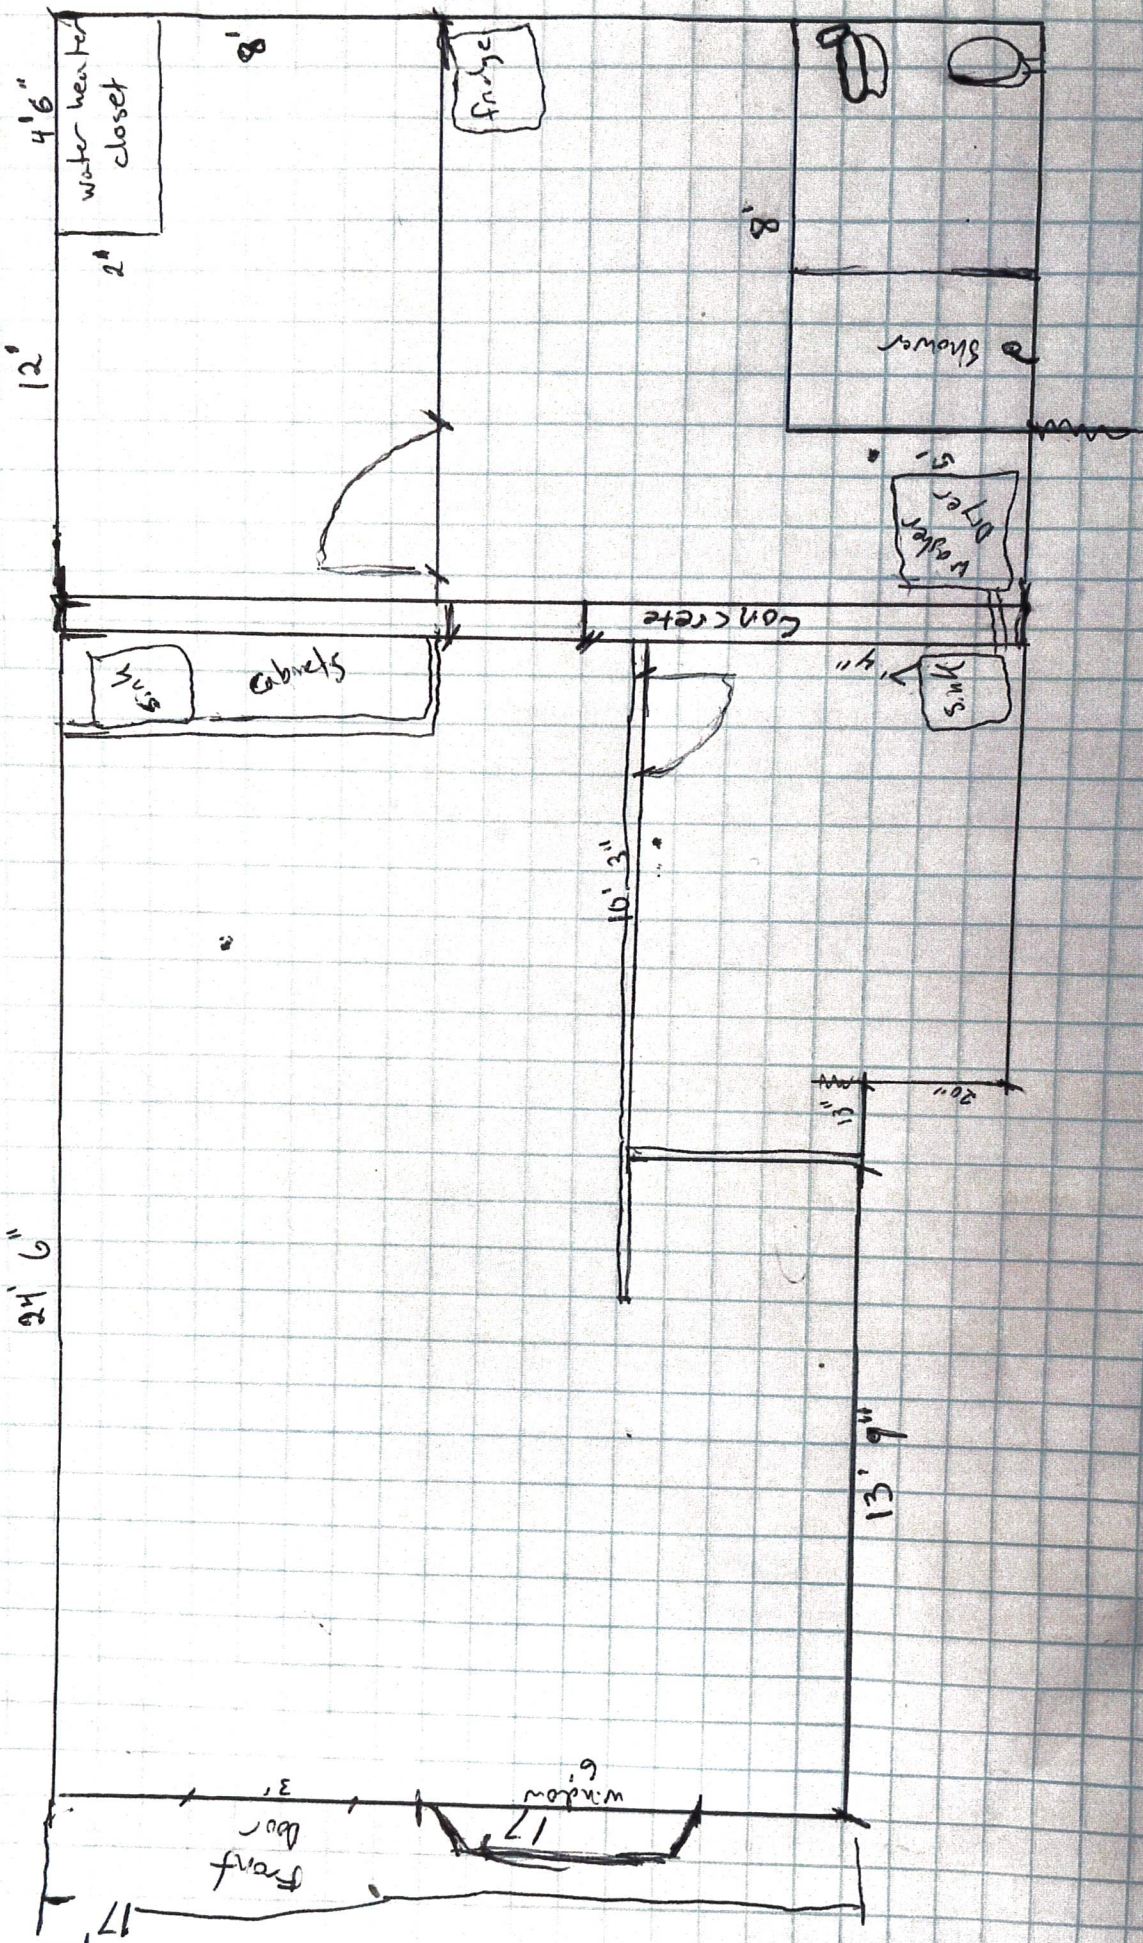 4'6"
water heater
closet
8'
fridge
2"
12'
8'
Shower
5'
Washer
Dryer
Concrete
Sink
Cabinets
4"
Sink
10' 3"
13"
20"
24' 6"
13' 9"
3'
Front
Door
6'
window
17
17'